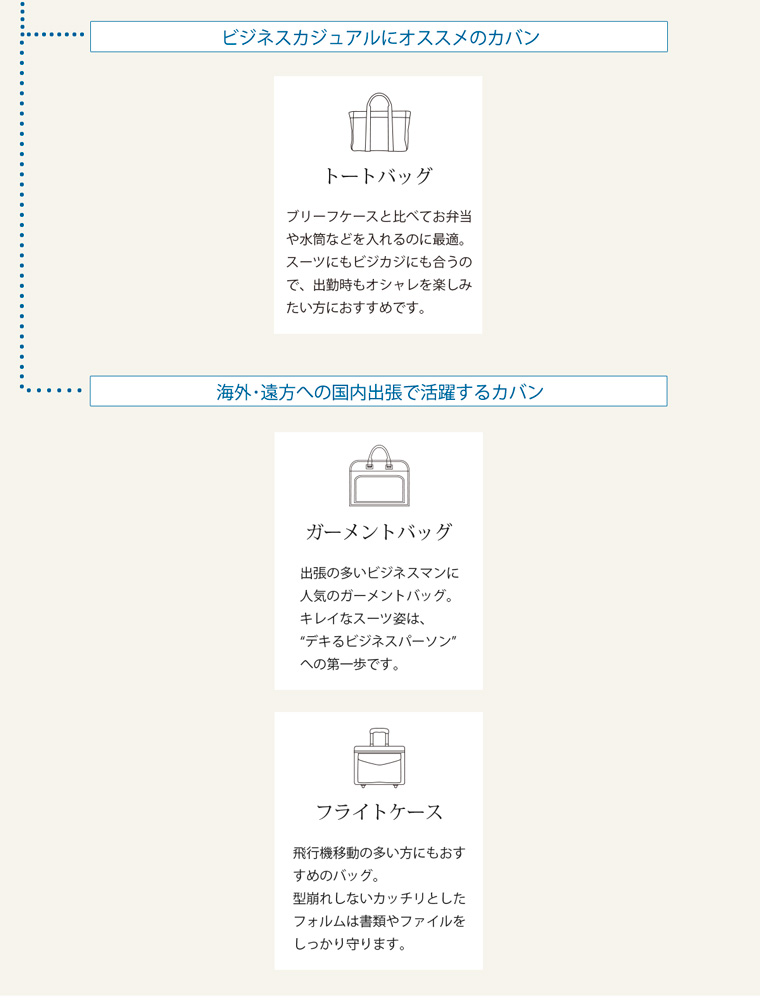 ビジネスカジュアルにオススメのカバン
トートバッグ
ブリーフケースと比べてお弁当
や水筒などを入れるのに最適。
スーツにもビジカジにも合うの
で、出勤時もオシャレを楽しみ
たい方におすすめです。
海外・遠方への国内出張で活躍するカバン
ガーメントバッグ
出張の多いビジネスマンに
人気のガーメントバッグ。
キレイなスーツ姿は、
“デキるビジネスパーソン”
への第一歩です。
フライトケース
飛行機移動の多い方にもおす
すめのバッグ。
型崩れしないカッチリとした
フォルムは書類やファイルを
しっかり守ります。